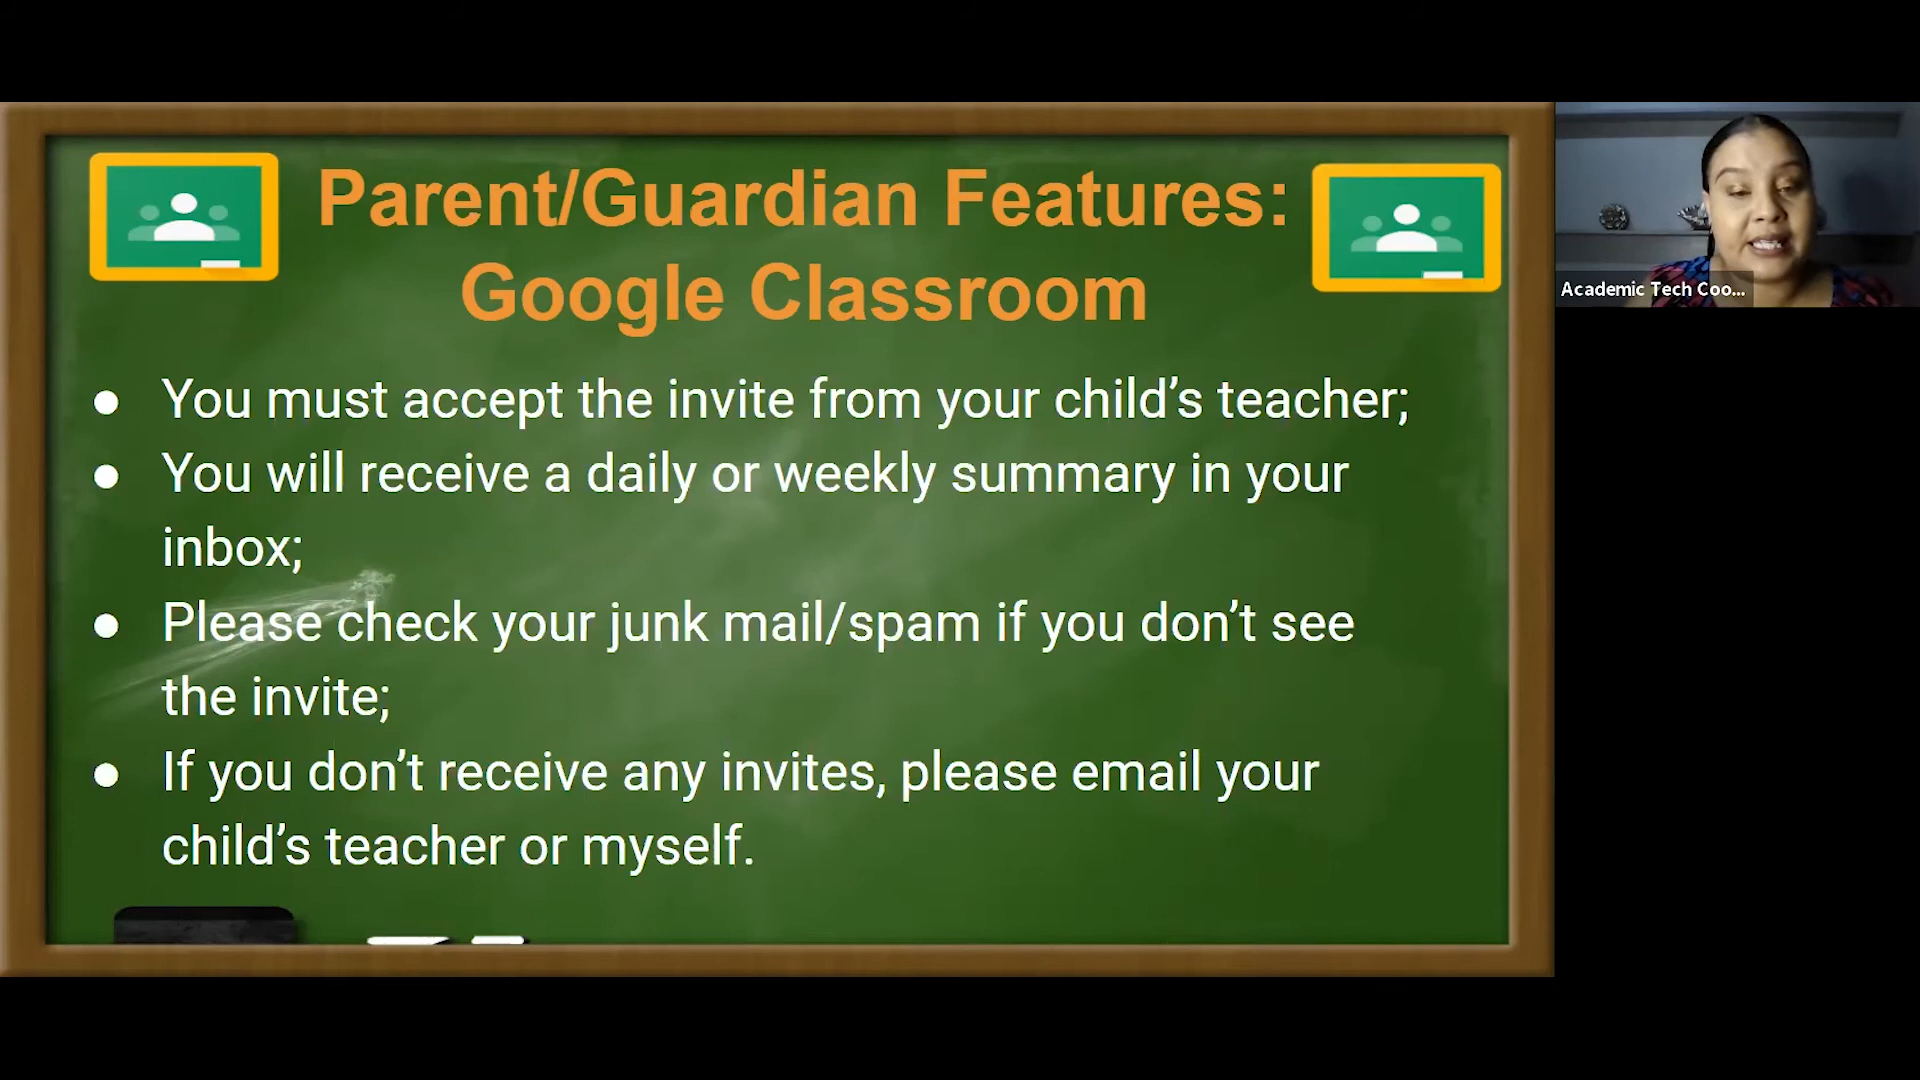 Parent/Guardian Features:
Google Classroom
● You must accept the invite from your child’s teacher;
● You will receive a daily or weekly summary in your
inbox;
● Please check your junk mail/spam if you don’t see
the invite;
● If you don’t receive any invites, please email your
child’s teacher or myself.
Academic Tech Coo...